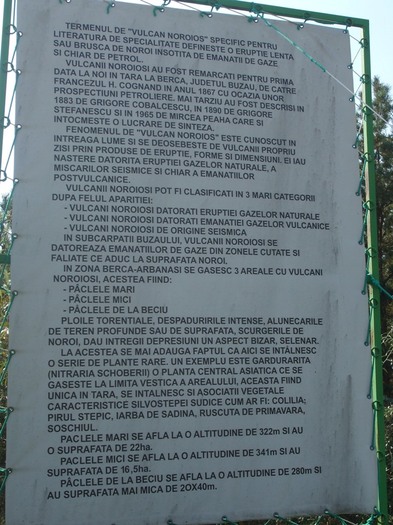 TERMENUL DE "VULCAN NOROIOS" SPECIFIC PENTRU
LITERATURA DE SPECIALITATE DEFINESTE O ERUPTIE LENTA
SAU BRUSCA DE NOROI INSOTITA DE EMANATII DE GAZE
SI CHIAR DE PETROL.
VULCANII NOROIOSI AU FOST REMARCATI PENTRU PRIMA
DATA LA NOI IN TARA LA BERCA, JUDETUL BUZAU, DE CATRE
FRANCEZUL H. COGNAND IN ANUL 1867 CU OCAZIA UNOR
PROSPECTIUNI PETROLIERE. MAI TARZIU AU FOST DESCRISI IN
1883 DE GRIGORE COBALCESCU, IN 1890 DE GRIGORE
STEFANESCU SI IN 1965 DE MIRCEA PEAHA CARE SI
INTOCMESTE O LUCRARE DE SINTEZA.
FENOMENUL DE "VULCAN NOROIOS" ESTE CUNOSCUT IN
INTREAGA LUME SI SE DEOSEBESTE DE VULCANII PROPRIU
ZISI PRIN PRODUSE DE ERUPTIE, FORME SI DIMENSIUNI. EI IAU
NASTERE DATORITA ERUPTIEI GAZELOR NATURALE, A
MISCARILOR SEISMICE SI CHIAR A EMANATIILOR
POSTVULCANICE.
VULCANII NOROIOSI POT FI CLASIFICATI IN 3 MARI CATEGORII
DUPA FELUL APARITIEI:
- VULCANI NOROIOSI DATORATI ERUPTIEI GAZELOR NATURALE
- VULCANI NOROIOSI DATORATI EMANATIEI GAZELOR VULCANICE
- VULCANI NOROIOSI DE ORIGINE SEISMICA
IN SUBCARPATII BUZAULUI, VULCANII NOROIOSI SE
DATOREAZA EMANATIILOR DE GAZE DIN ZONELE CUTATE SI
FALIATE CE ADUC LA SUPRAFATA NOROI.
IN ZONA BERCA-ARBANASI SE GASESC 3 AREALE CU VULCANI
NOROIOSI, ACESTEA FIIND:
- PÂCLELE MARI
- PÂCLELE MICI
- PÂCLELE DE LA BECIU
PLOILE TORENTIALE, DESPADURIRILE INTENSE, ALUNECARILE
DE TEREN PROFUNDE SAU DE SUPRAFATA, SCURGERILE DE
NOROI, DAU INTREGII DEPRESIUNI UN ASPECT BIZAR, SELENAR.
LA ACESTEA SE MAI ADAUGA FAPTUL CA AICI SE INTÂLNESC
O SERIE DE PLANTE RARE. UN EXEMPLU ESTE GARDURARITA
(NITRARIA SCHOBERII) O PLANTA CENTRAL ASIATICA CE SE
GASESTE LA LIMITA VESTICA A AREALULUI, ACEASTA FIIND
UNICA IN TARA, SE INTALNESC SI ASOCIATII VEGETALE
CARACTERISTICE SILVOSTEPEI SUDICE CUM AR FI: COLILIA;
PIRUL STEPIC, IARBA DE SADINA, RUSCUTA DE PRIMAVARA,
SOSCHIUL.
PACLELE MARI SE AFLA LA O ALTITUDINE DE 322m SI AU
O SUPRAFATA DE 22ha.
PACLELE MICI SE AFLA LA O ALTITUDINE DE 341m SI AU
SUPRAFATA DE 16,5ha.
PÂCLELE DE LA BECIU SE AFLA LA O ALTITUDINE DE 280m SI
AU SUPRAFATA MAI MICA DE 2OX40m.